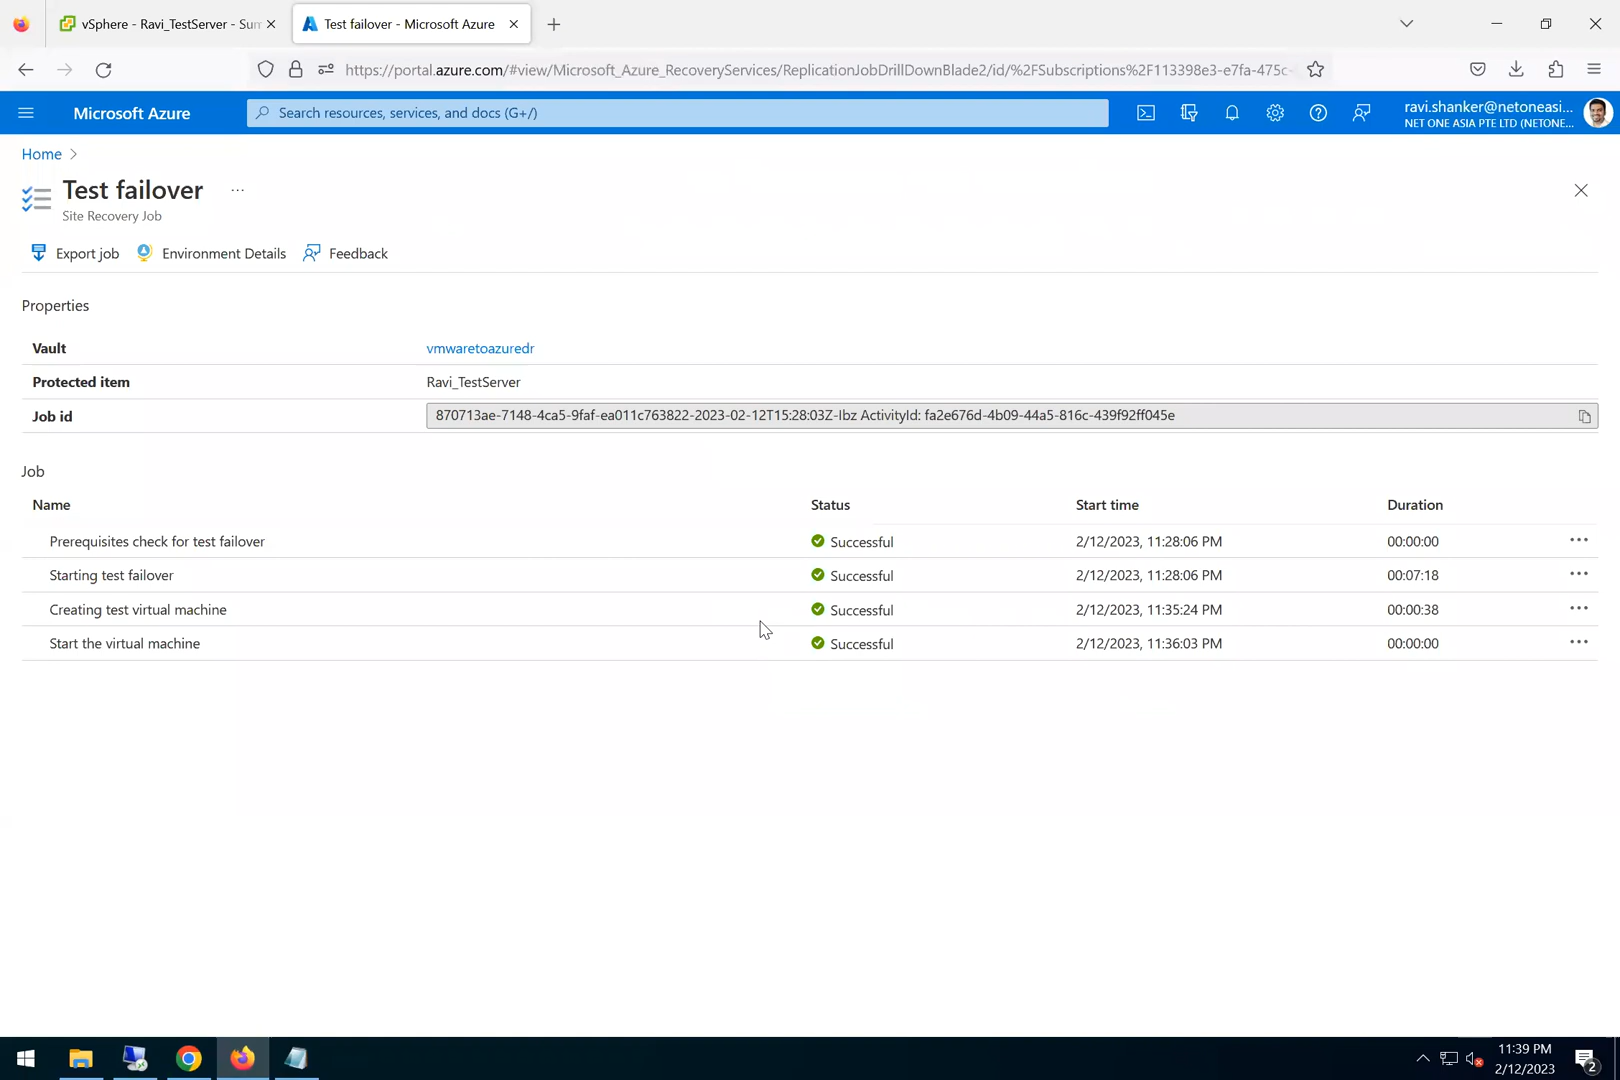 vSphere - Ravi_TestServer - Sum
Test failover - Microsoft Azure
https://portal.azure.com/#view/Microsoft_Azure_RecoveryServices/ReplicationJobDrillDownBlade2/id/%2FSubscriptions%2F113398e3-e7fa-475c-
Microsoft Azure
Search resources, services, and docs (G+/)
ravi.shanker@netoneasi...
NET ONE ASIA PTE LTD (NETONE...
Home
Test failover ...
Site Recovery Job
Export job Environment Details Feedback
Properties
Vault vmwaretoazuredr
Protected item Ravi_TestServer
Job id 870713ae-7148-4ca5-9faf-ea011c763822-2023-02-12T15:28:03Z-Ibz ActivityId: fa2e676d-4b09-44a5-816c-439f92ff045e
Job
Name Status Start time Duration
Prerequisites check for test failover Successful 2/12/2023, 11:28:06 PM 00:00:00 ...
Starting test failover Successful 2/12/2023, 11:28:06 PM 00:07:18 ...
Creating test virtual machine Successful 2/12/2023, 11:35:24 PM 00:00:38 ...
Start the virtual machine Successful 2/12/2023, 11:36:03 PM 00:00:00 ...
11:39 PM
2/12/2023
2